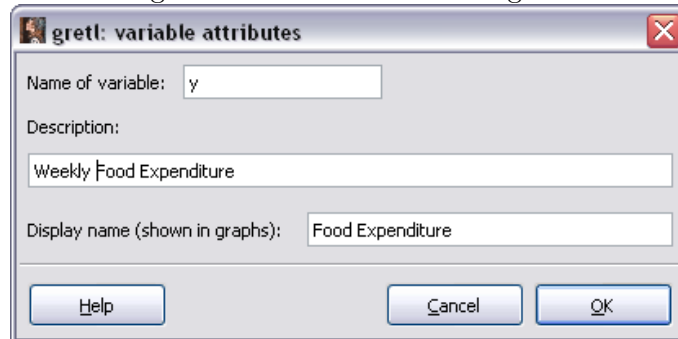 gretl: variable attributes
Name of variable: y
Description:
Weekly Food Expenditure
Display name (shown in graphs): Food Expenditure
Help Cancel OK